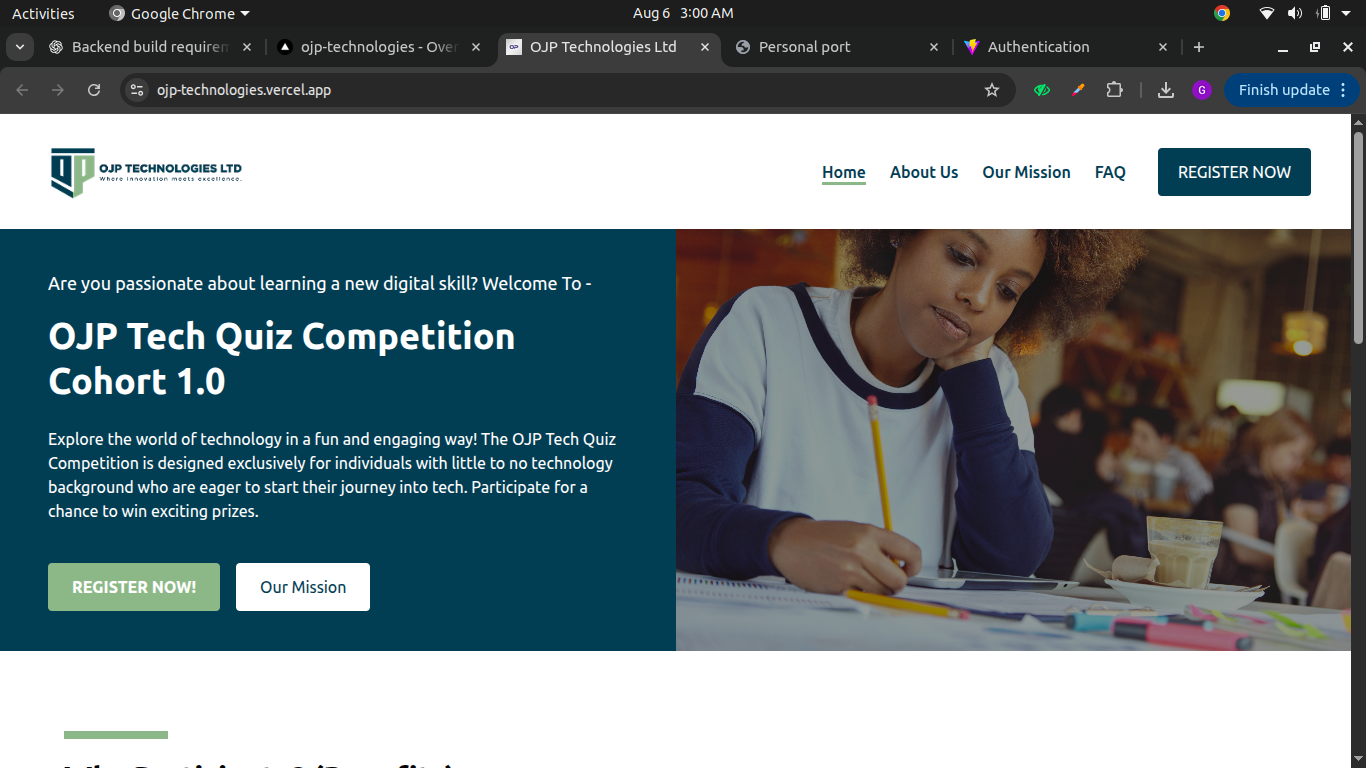 Activities
Google Chrome
Aug 6 3:00 AM
Backend build requirem
ojp-technologies - Over
OJP Technologies Ltd
Personal port
Authentication
ojp-technologies.vercel.app
G
Finish update
OJP TECHNOLOGIES LTD
Where innovation meets excellence.
Home
About Us
Our Mission
FAQ
REGISTER NOW
Are you passionate about learning a new digital skill? Welcome To -
OJP Tech Quiz Competition
Cohort 1.0
Explore the world of technology in a fun and engaging way! The OJP Tech Quiz
Competition is designed exclusively for individuals with little to no technology
background who are eager to start their journey into tech. Participate for a
chance to win exciting prizes.
REGISTER NOW!
Our Mission